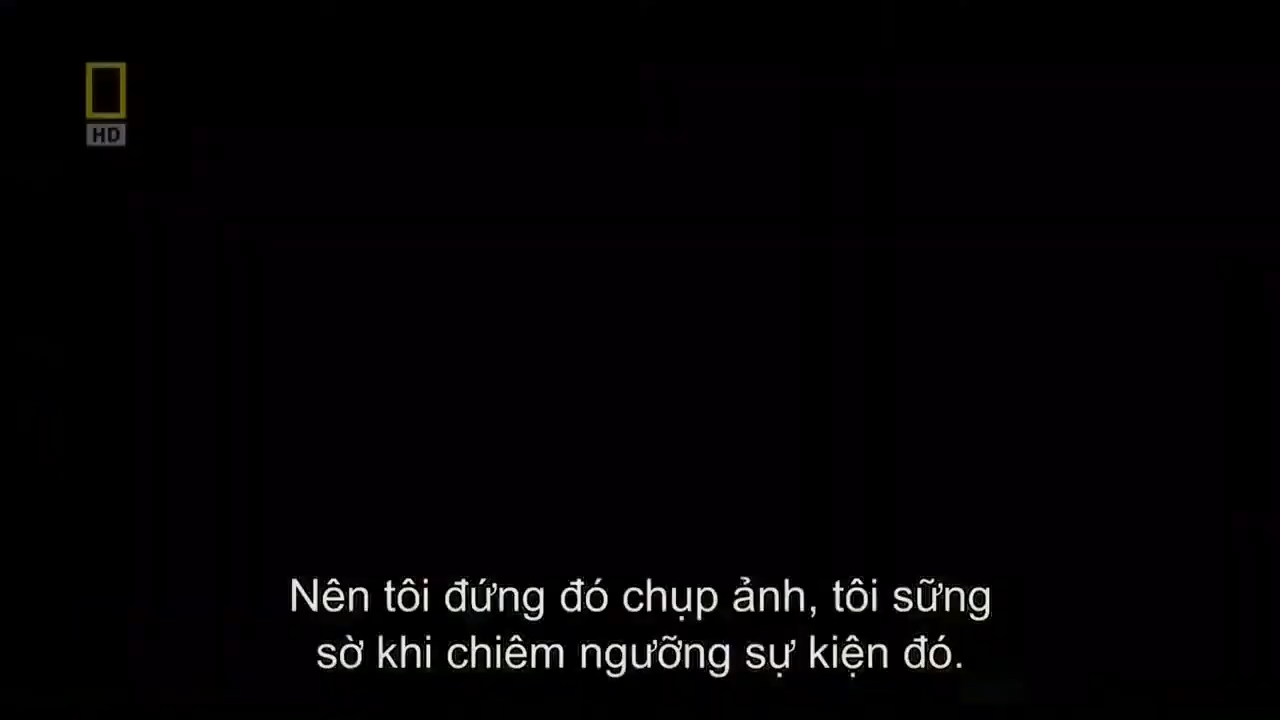 HD
Nên tôi đứng đó chụp ảnh, tôi sững
sờ khi chiêm ngưỡng sự kiện đó.